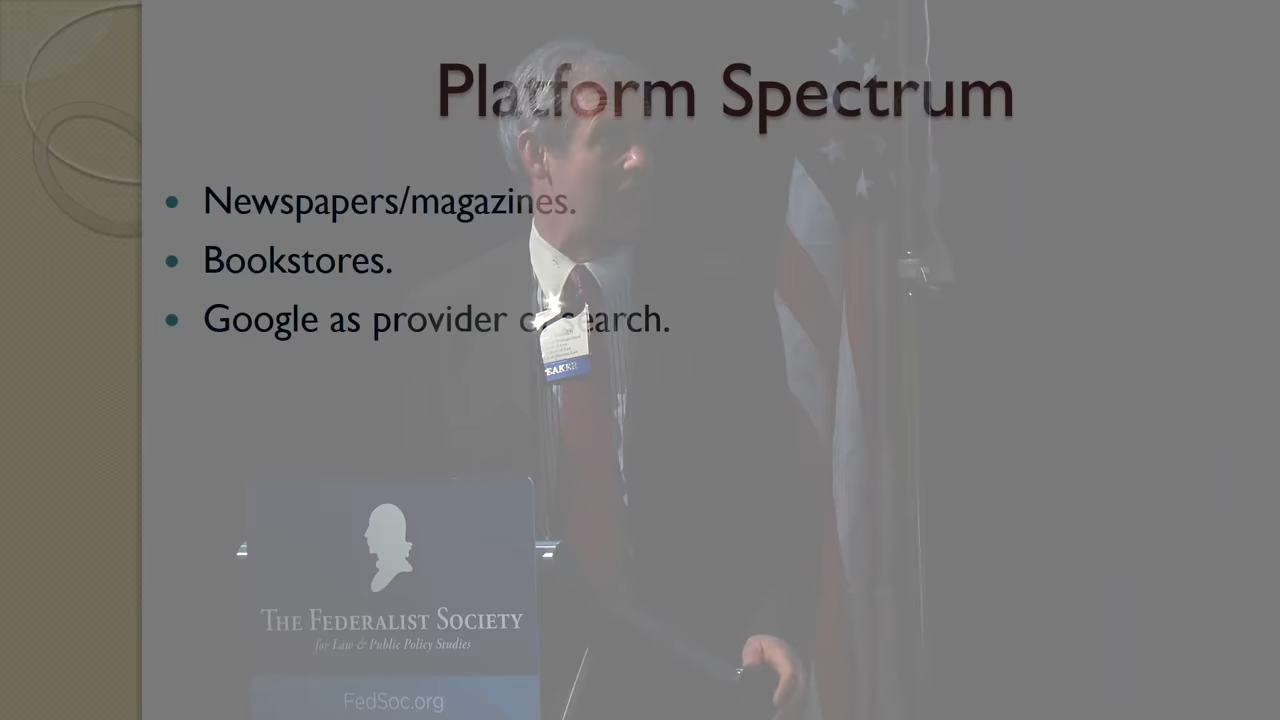 Platform Spectrum
• Newspapers/magazines.
• Bookstores.
• Google as provider of search.
SPEAKER
THE FEDERALIST SOCIETY
for Law & Public Policy Studies
FedSoc.org